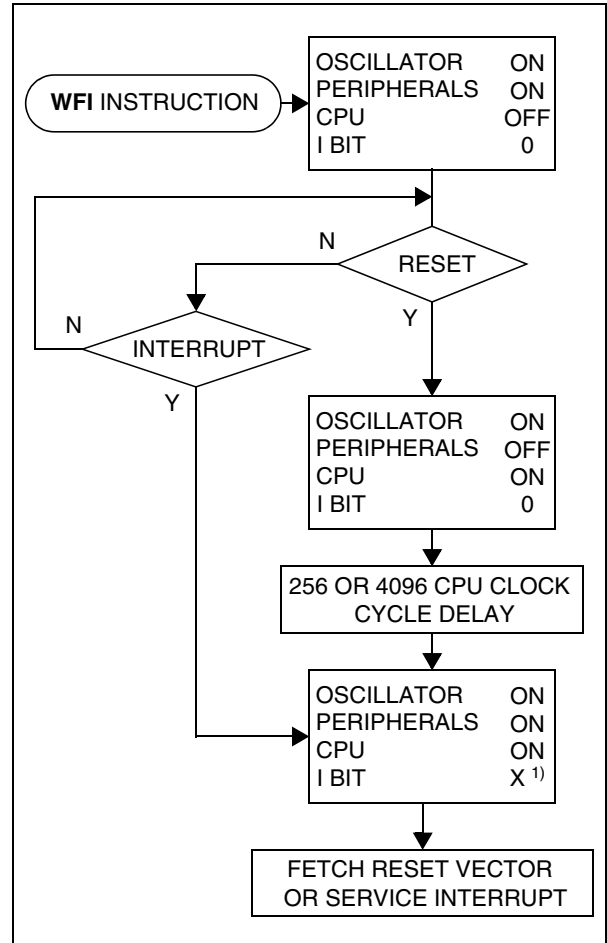 WFI INSTRUCTION
OSCILLATOR ON
PERIPHERALS ON
CPU OFF
I BIT 0
N
RESET
Y
N
INTERRUPT
Y
OSCILLATOR ON
PERIPHERALS OFF
CPU ON
I BIT 0
256 OR 4096 CPU CLOCK
CYCLE DELAY
OSCILLATOR ON
PERIPHERALS ON
CPU ON
I BIT X 1)
FETCH RESET VECTOR
OR SERVICE INTERRUPT